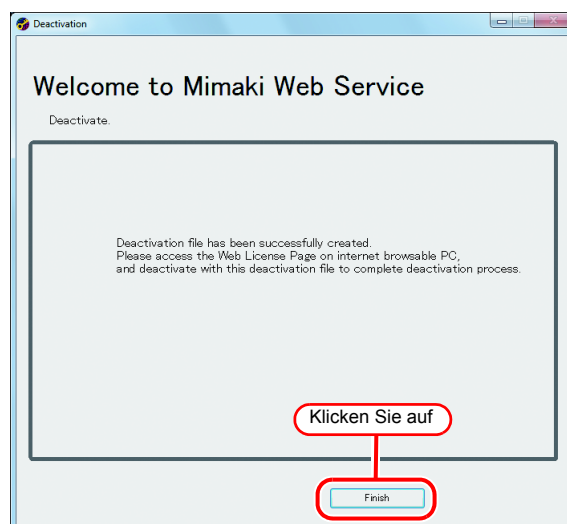 Deactivation
Welcome to Mimaki Web Service
Deactivate.
Deactivation file has been successfully created.
Please access the Web License Page on internet browsable PC,
and deactivate with this deactivation file to complete deactivation process.
Klicken Sie auf
Finish